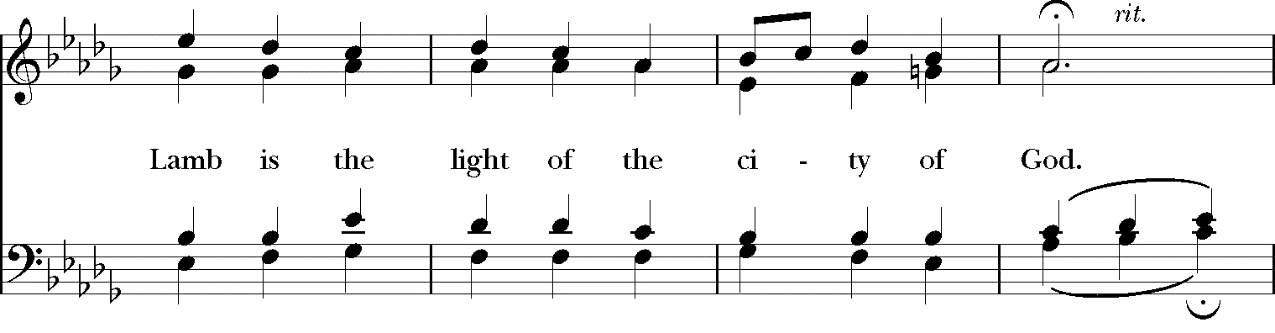 rit.
Lamb is the light of the ci - ty of God.